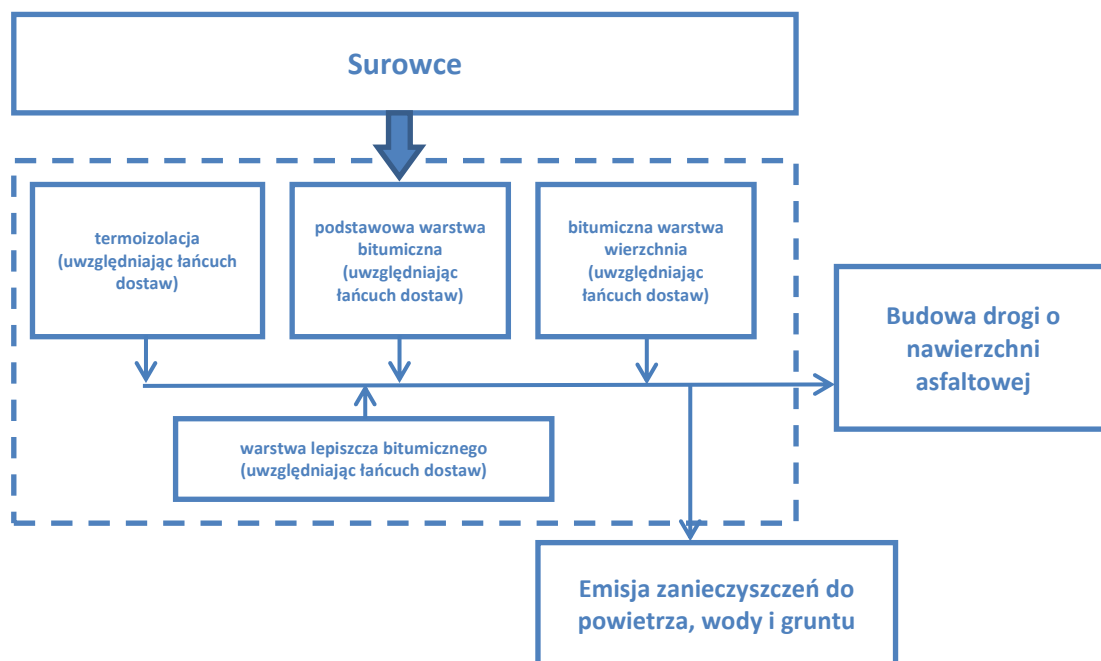 Surowce
termoizolacja
(uwzględniając łańcuch
dostaw)
podstawowa warstwa
bitumiczna
(uwzględniając
łańcuch dostaw)
bitumiczna warstwa
wierzchnia
(uwzględniając
łańcuch dostaw)
Budowa drogi o
nawierzchni
asfaltowej
warstwa lepiszcza bitumicznego
(uwzględniając łańcuch dostaw)
Emisja zanieczyszczeń do
powietrza, wody i gruntu